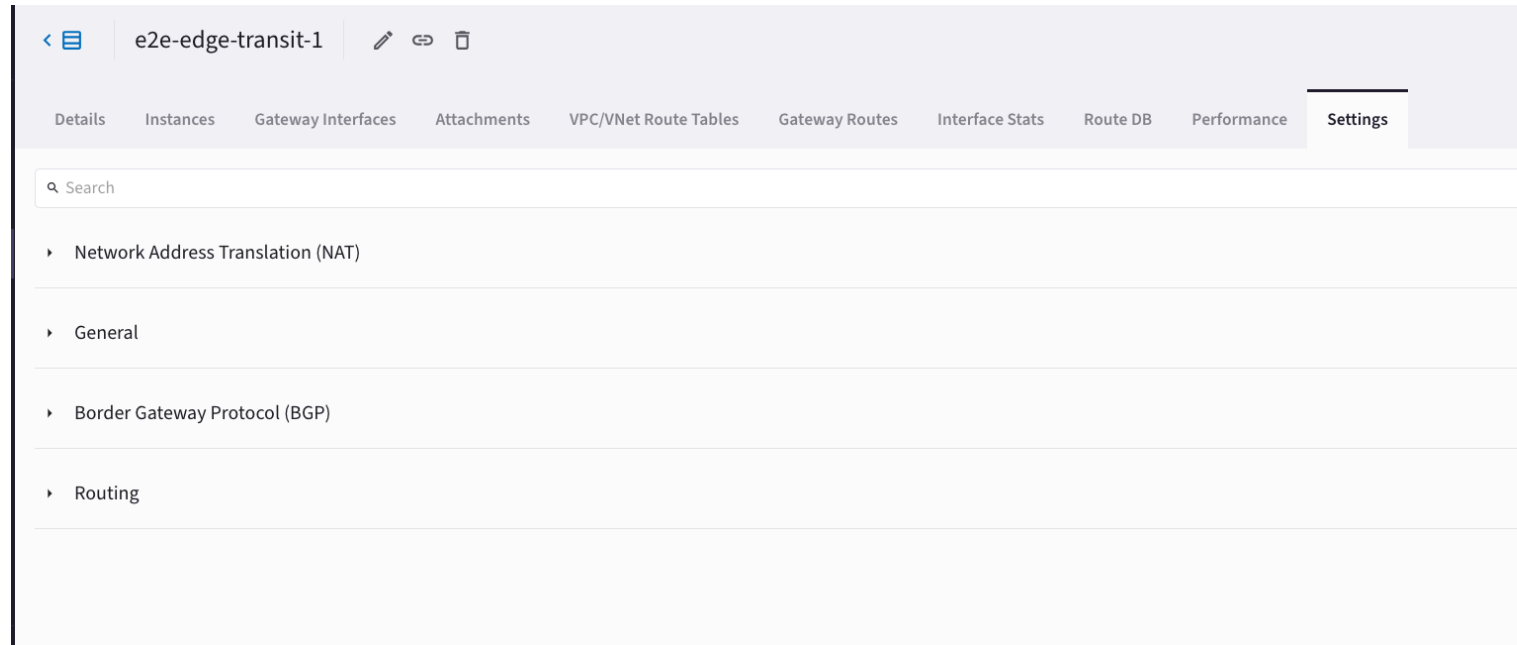 e2e-edge-transit-1
Details Instances Gateway Interfaces Attachments VPC/VNet Route Tables Gateway Routes Interface Stats Route DB Performance Settings
Search
Network Address Translation (NAT)
General
Border Gateway Protocol (BGP)
Routing